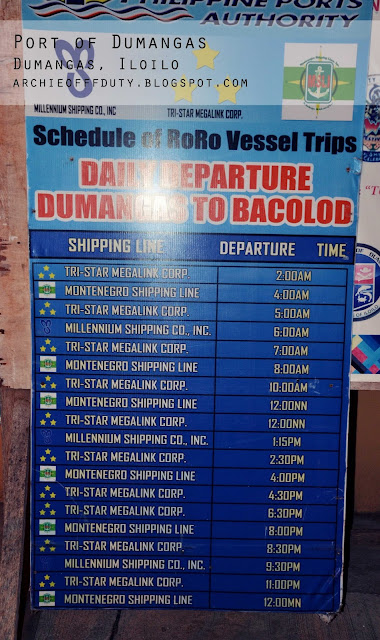 PHILIPPINE PORTS
AUTHORITY
PORT OF DUMANGAS
DUMANGAS, ILOILO
ARCHIEOFFDUTY.BLOGSPOT.COM
MSL
MILLENNIUM SHIPPING CO., INC
TRI-STAR MEGALINK CORP.
Schedule of RoRo Vessel Trips
DAILY DEPARTURE
DUMANGAS TO BACOLOD
SHIPPING LINE DEPARTURE TIME
TRI-STAR MEGALINK CORP. 2:00AM
MONTENEGRO SHIPPING LINE 4:00AM
TRI-STAR MEGALINK CORP. 5:00AM
MILLENNIUM SHIPPING CO., INC. 6:00AM
TRI-STAR MEGALINK CORP. 7:00AM
MONTENEGRO SHIPPING LINE 8:00AM
TRI-STAR MEGALINK CORP. 10:00AM
MONTENEGRO SHIPPING LINE 12:00NN
TRI-STAR MEGALINK CORP. 12:00NN
MILLENNIUM SHIPPING CO., INC. 1:15PM
TRI-STAR MEGALINK CORP. 2:30PM
MONTENEGRO SHIPPING LINE 4:00PM
TRI-STAR MEGALINK CORP. 4:30PM
TRI-STAR MEGALINK CORP. 6:30PM
MONTENEGRO SHIPPING LINE 8:00PM
TRI-STAR MEGALINK CORP. 8:30PM
MILLENNIUM SHIPPING CO., INC. 9:30PM
TRI-STAR MEGALINK CORP. 11:00PM
MONTENEGRO SHIPPING LINE 12:00MN